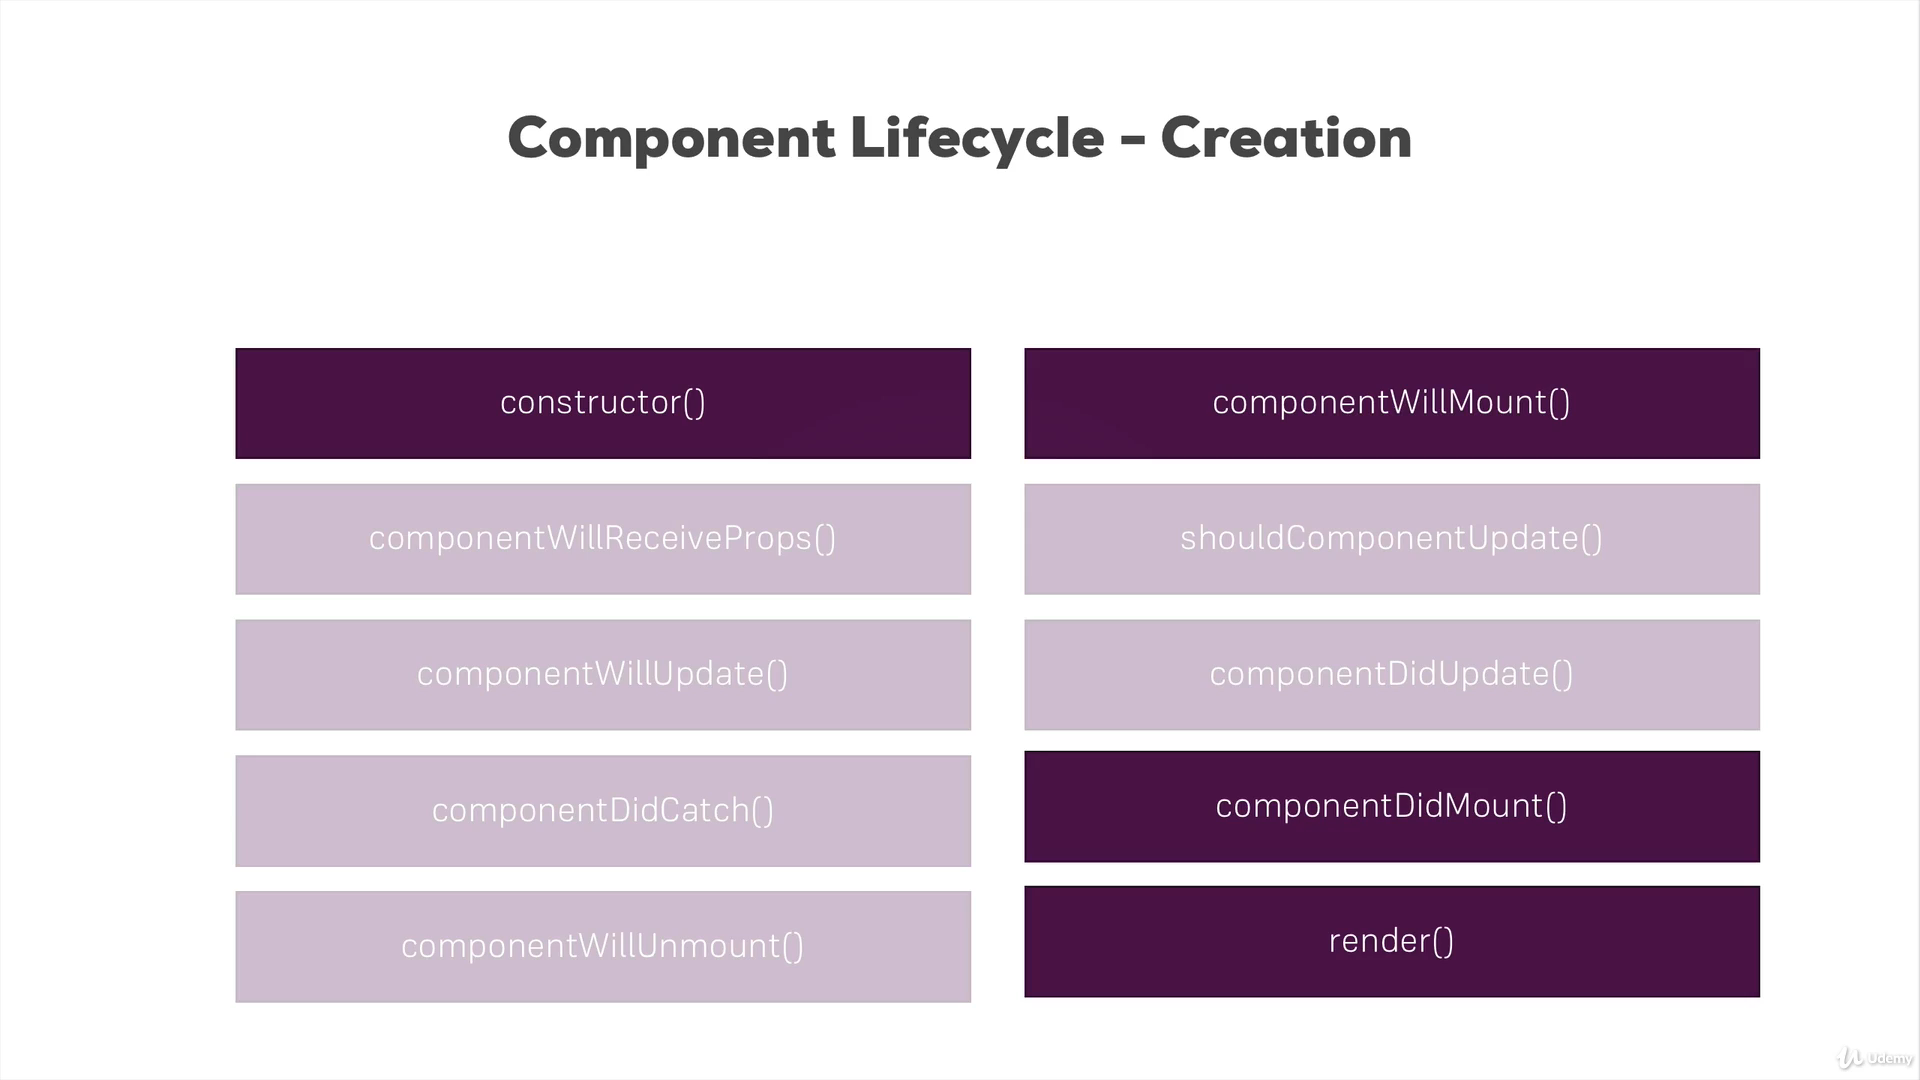 Component Lifecycle - Creation
constructor()
componentWillMount()
componentWillReceiveProps()
shouldComponentUpdate()
componentWillUpdate()
componentDidUpdate()
componentDidCatch()
componentDidMount()
componentWillUnmount()
render()
Udemy